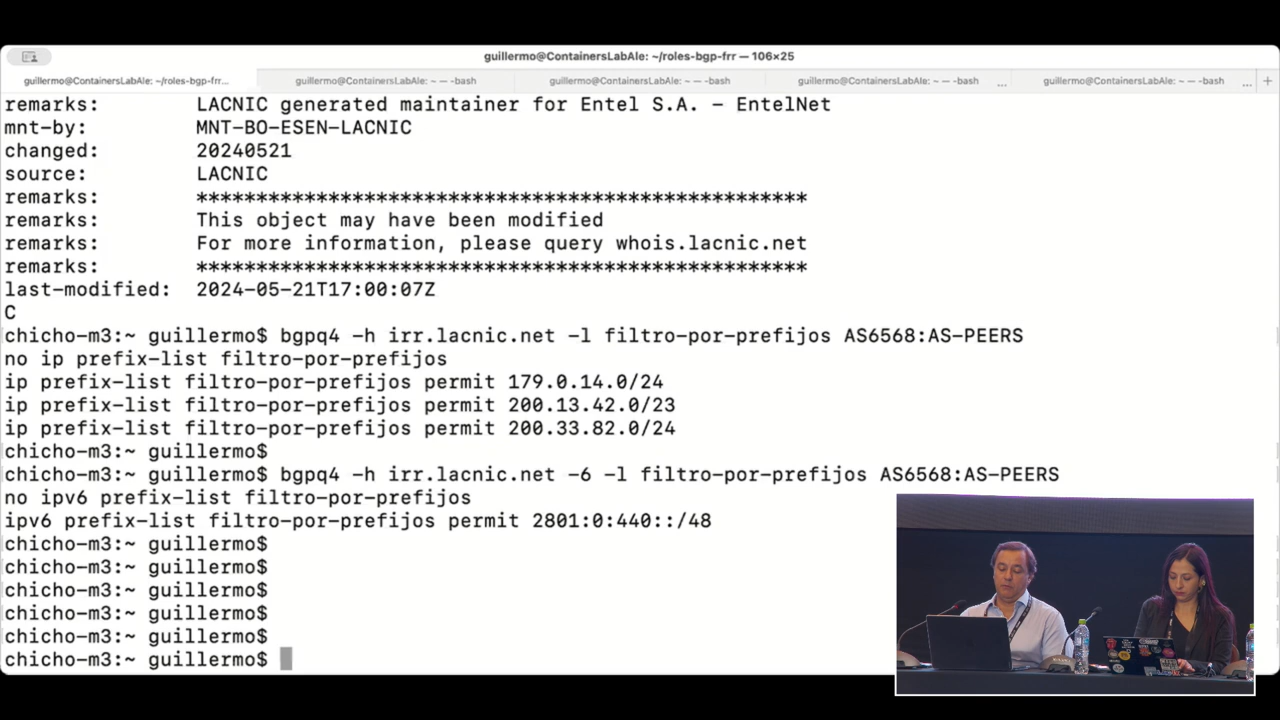 guillermo@ContainersLabAle: ~/roles-bgp-frr — 106×25
guillermo@ContainersLabAle: ~/roles-bgp-frr...
guillermo@ContainersLabAle: ~ — -bash
guillermo@ContainersLabAle: ~ — -bash
guillermo@ContainersLabAle: ~ — -bash ...
guillermo@ContainersLabAle: ~ — -bash ... +
remarks: LACNIC generated maintainer for Entel S.A. - EntelNet
mnt-by: MNT-BO-ESEN-LACNIC
changed: 20240521
source: LACNIC
remarks: ***************************************************
remarks: This object may have been modified
remarks: For more information, please query whois.lacnic.net
remarks: ***************************************************
last-modified: 2024-05-21T17:00:07Z
C
chicho-m3:~ guillermo$ bgpq4 -h irr.lacnic.net -l filtro-por-prefijos AS6568:AS-PEERS
no ip prefix-list filtro-por-prefijos
ip prefix-list filtro-por-prefijos permit 179.0.14.0/24
ip prefix-list filtro-por-prefijos permit 200.13.42.0/23
ip prefix-list filtro-por-prefijos permit 200.33.82.0/24
chicho-m3:~ guillermo$
chicho-m3:~ guillermo$ bgpq4 -h irr.lacnic.net -6 -l filtro-por-prefijos AS6568:AS-PEERS
no ipv6 prefix-list filtro-por-prefijos
ipv6 prefix-list filtro-por-prefijos permit 2801:0:440::/48
chicho-m3:~ guillermo$
chicho-m3:~ guillermo$
chicho-m3:~ guillermo$
chicho-m3:~ guillermo$
chicho-m3:~ guillermo$
chicho-m3:~ guillermo$